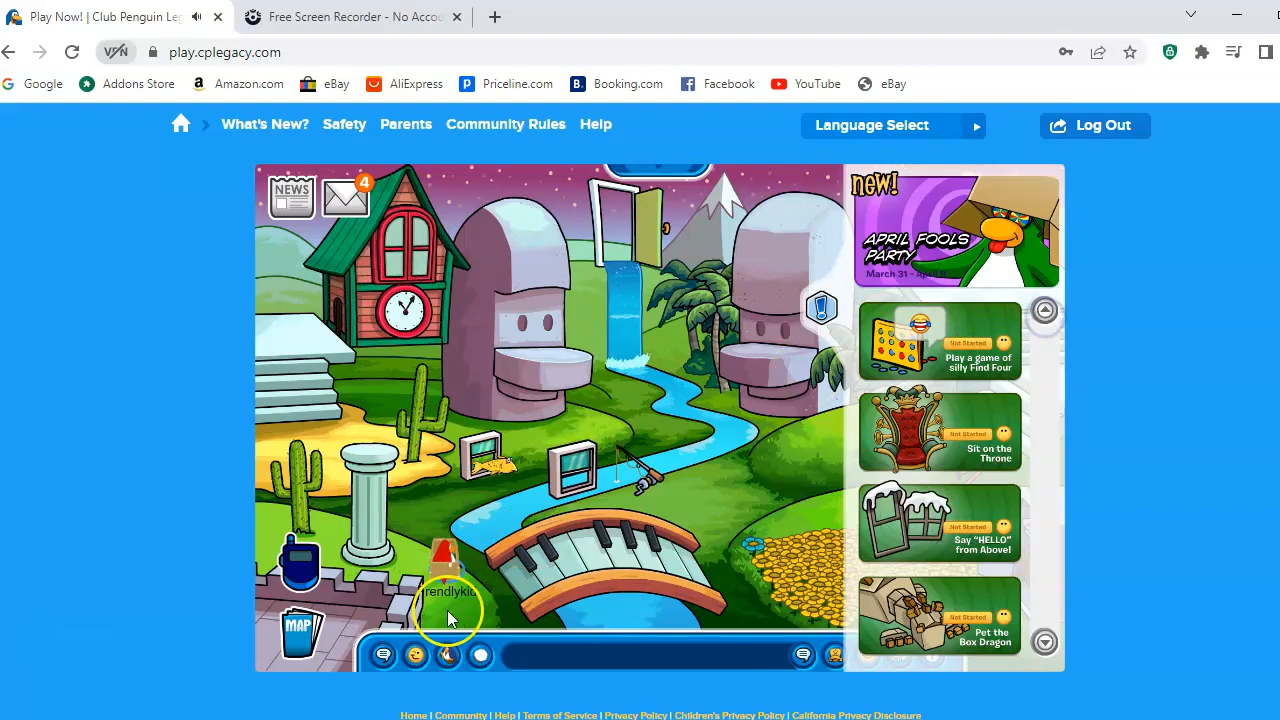 Play Now! | Club Penguin Leg
Free Screen Recorder - No Acco
VPN
play.cplegacy.com
Google
Addons Store
Amazon.com
eBay
AliExpress
Priceline.com
Booking.com
Facebook
YouTube
eBay
What's New?
Safety
Parents
Community Rules
Help
Language Select
Log Out
NEWS
4
new!
APRIL FOOLS
PARTY
March 31 - April
Not Started
Play a game of
silly Find Four
Not Started
Sit on the
Throne
Not Started
Say "HELLO"
from Above!
Not Started
Pet the
Box Dragon
rendlykid
MAP
Home | Community | Help | Terms of Service | Privacy Policy | Children's Privacy Policy | California Privacy Disclosure